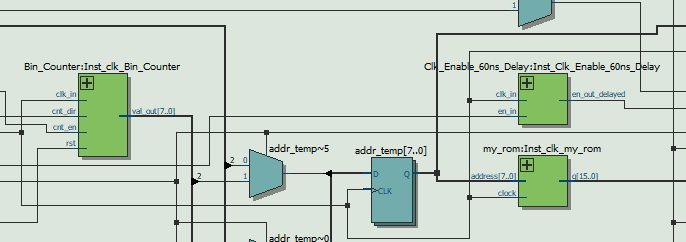 1
Bin_Counter:Inst_clk_Bin_Counter
Clk_Enable_60ns_Delay:Inst_Clk_Enable_60ns_Delay
clk_in
cnt_dir
cnt_en
rst
val_out[7..0]
clk_in
en_in
en_out_delayed
addr_temp~5
2 0
2 1
addr_temp[7..0]
D Q
CLK
my_rom:Inst_clk_my_rom
address[7..0]
clock
q[15..0]
addr_temp~0